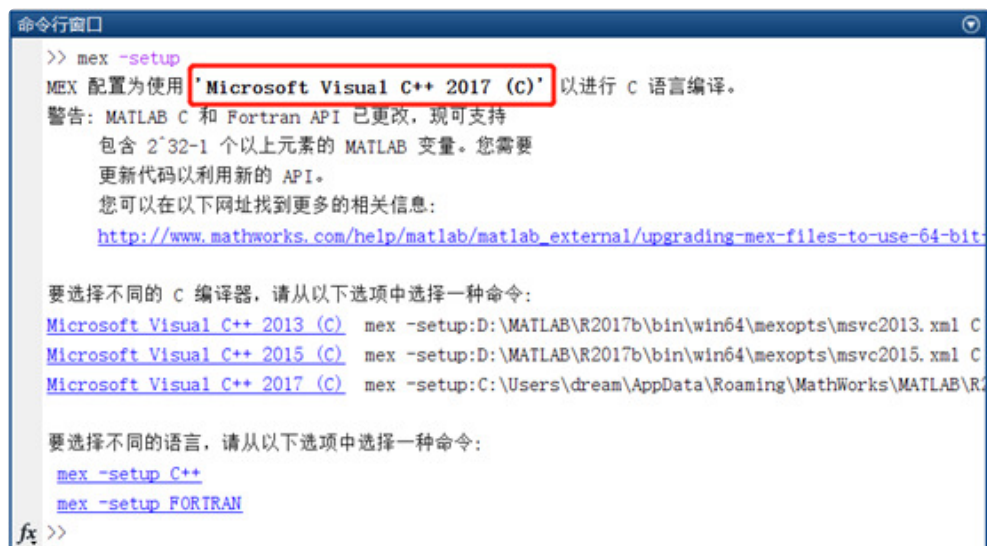 命令行窗口
>> mex -setup
MEX 配置为使用 'Microsoft Visual C++ 2017 (C)' 以进行 C 语言编译。
警告: MATLAB C 和 Fortran API 已更改，现可支持
包含 2^32-1 个以上元素的 MATLAB 变量。您需要
更新代码以利用新的 API。
您可以在以下网址找到更多的相关信息:
http://www.mathworks.com/help/matlab/matlab_external/upgrading-mex-files-to-use-64-bit-
要选择不同的 C 编译器，请从以下选项中选择一种命令:
Microsoft Visual C++ 2013 (C) mex -setup:D:\MATLAB\R2017b\bin\win64\mexopts\msvc2013.xml C
Microsoft Visual C++ 2015 (C) mex -setup:D:\MATLAB\R2017b\bin\win64\mexopts\msvc2015.xml C
Microsoft Visual C++ 2017 (C) mex -setup:C:\Users\dream\AppData\Roaming\MathWorks\MATLAB\R2
要选择不同的语言，请从以下选项中选择一种命令:
mex -setup C++
mex -setup FORTRAN
fx >>